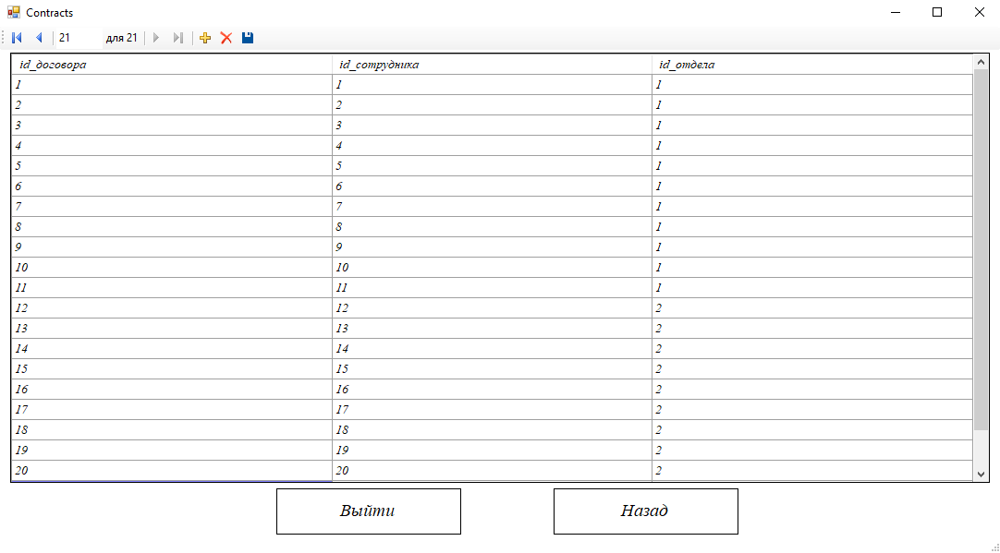 Contracts
21 для 21
id_договора id_сотрудника id_отдела
1 1 1
2 2 1
3 3 1
4 4 1
5 5 1
6 6 1
7 7 1
8 8 1
9 9 1
10 10 1
11 11 1
12 12 2
13 13 2
14 14 2
15 15 2
16 16 2
17 17 2
18 18 2
19 19 2
20 20 2
Выйти Назад